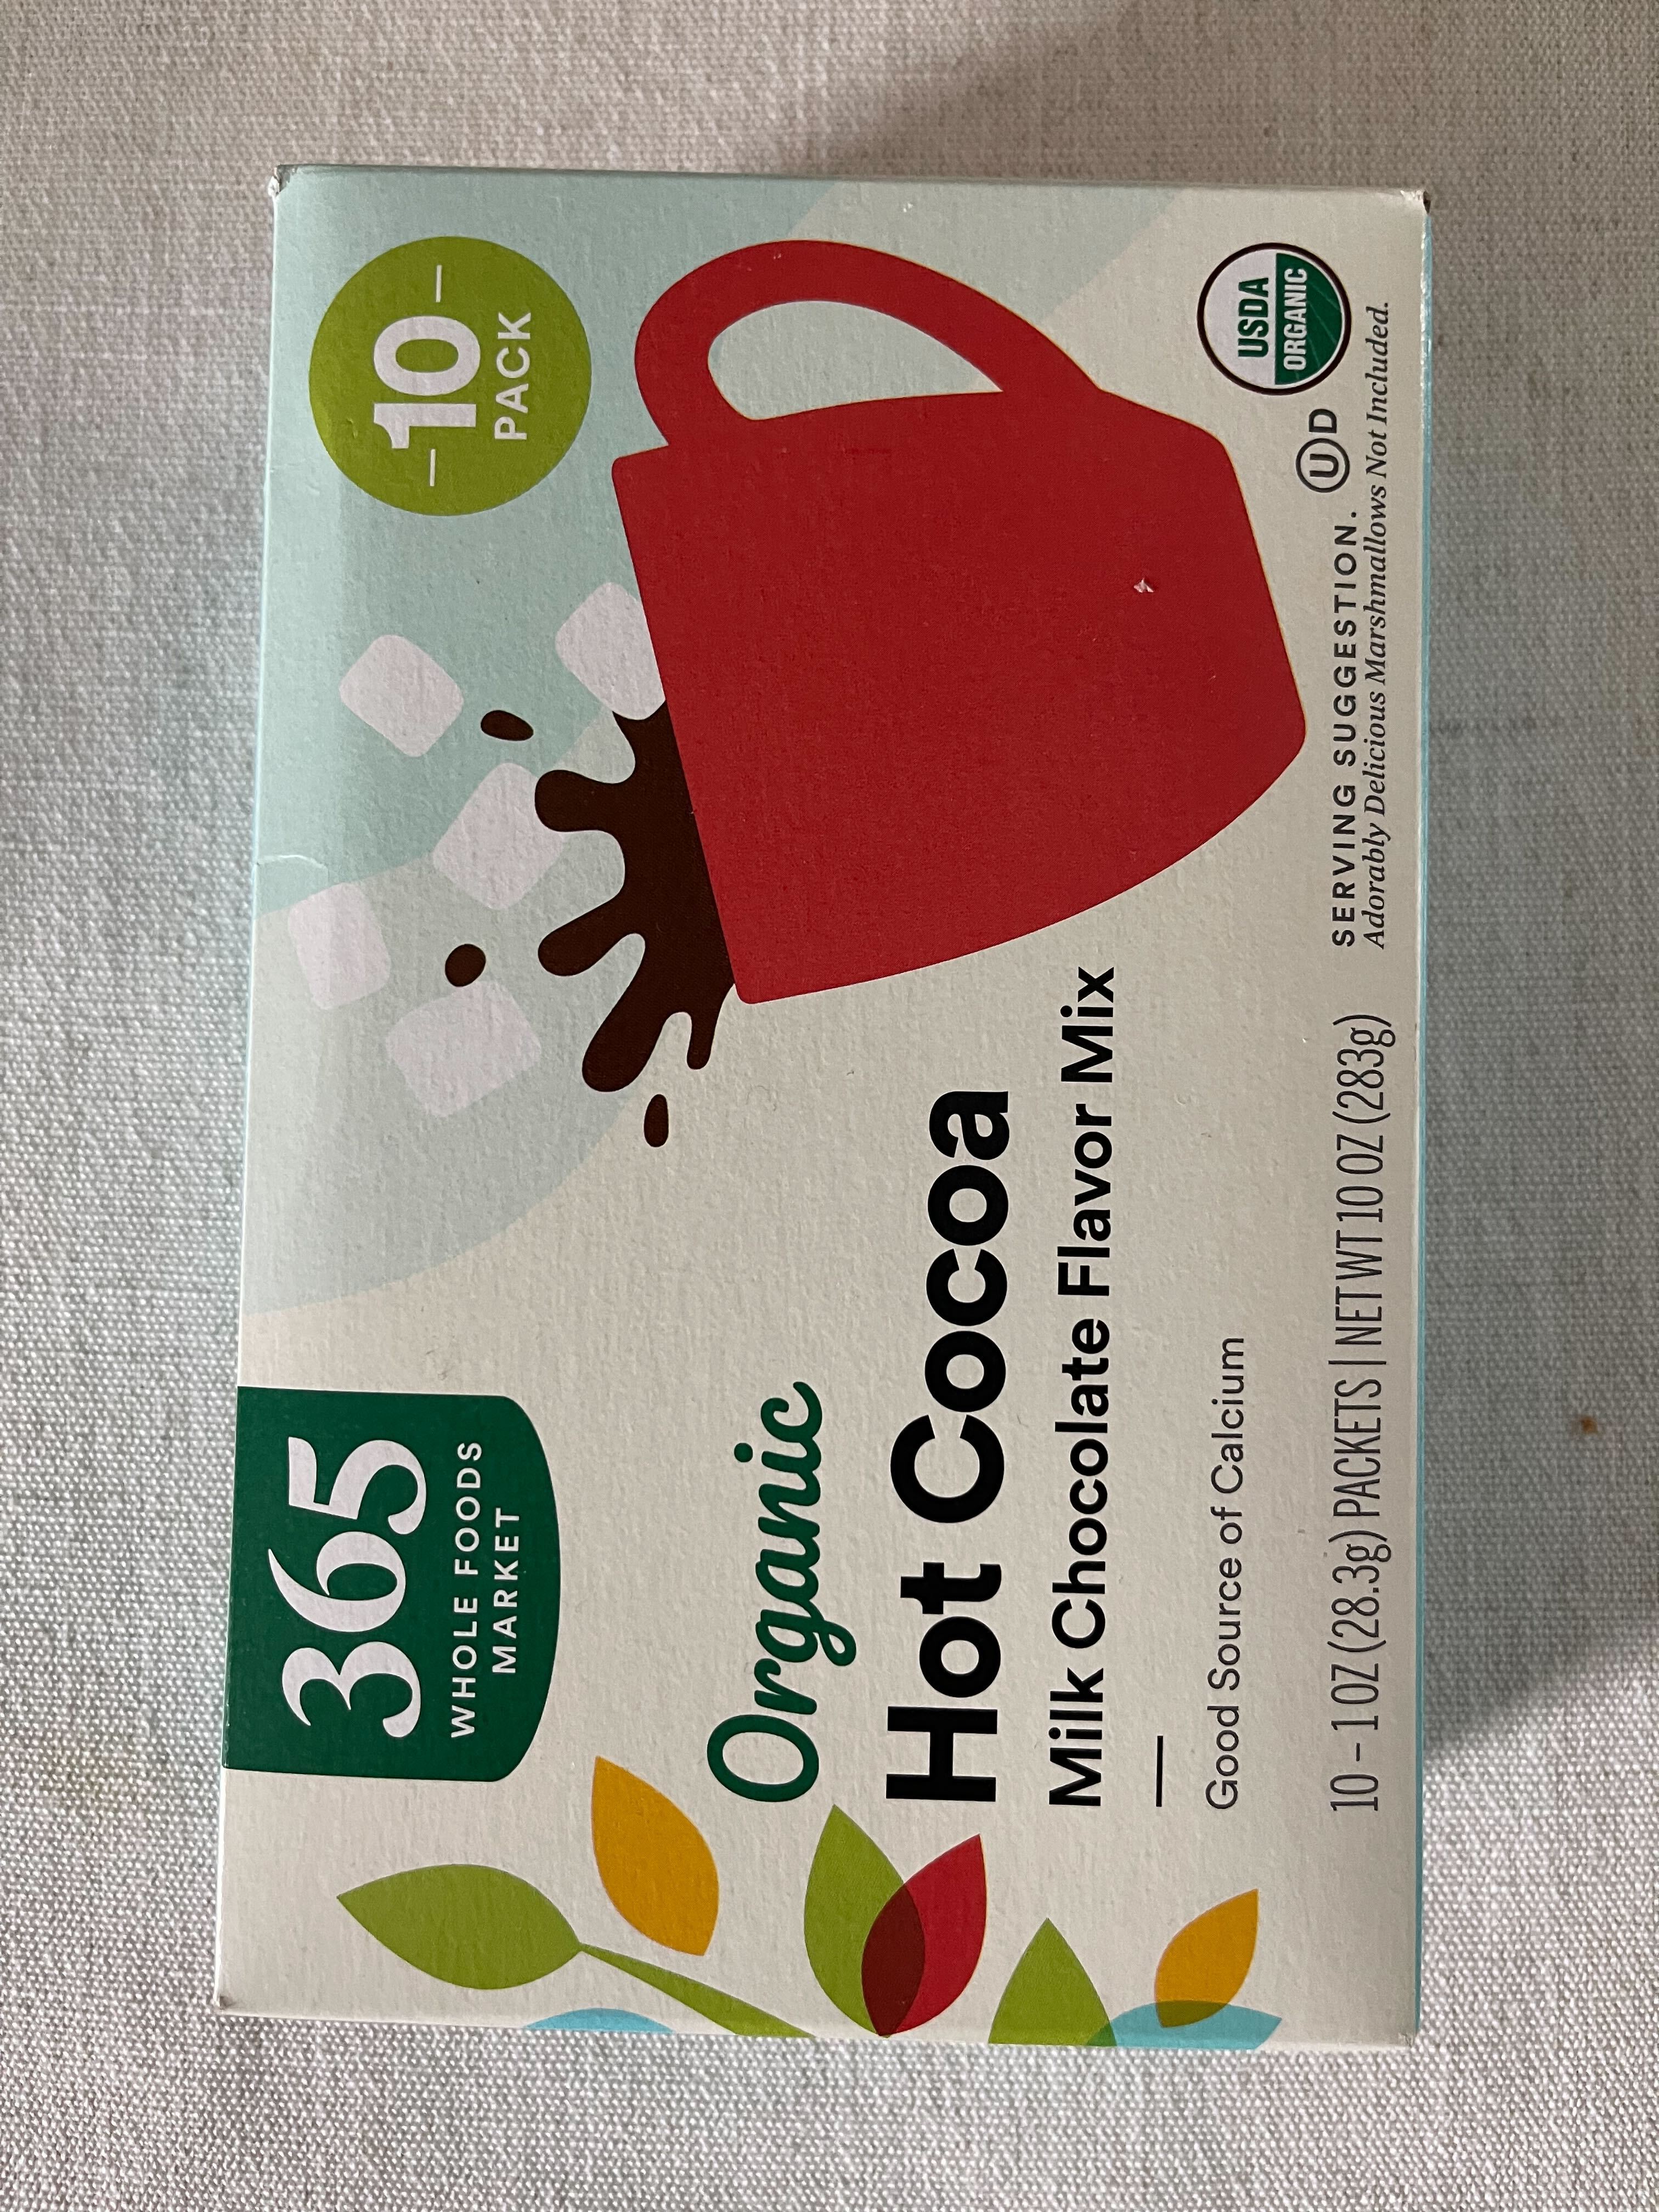 365
WHOLE FOODS
MARKET
— 10 —
PACK
Organic
Hot Cocoa
Milk Chocolate Flavor Mix
Good Source of Calcium
10 – 1 OZ (28.3g) PACKETS | NET WT 10 OZ (283g)
SERVING SUGGESTION.
Adorably Delicious Marshmallows Not Included.
Ⓤ D
USDA
ORGANIC